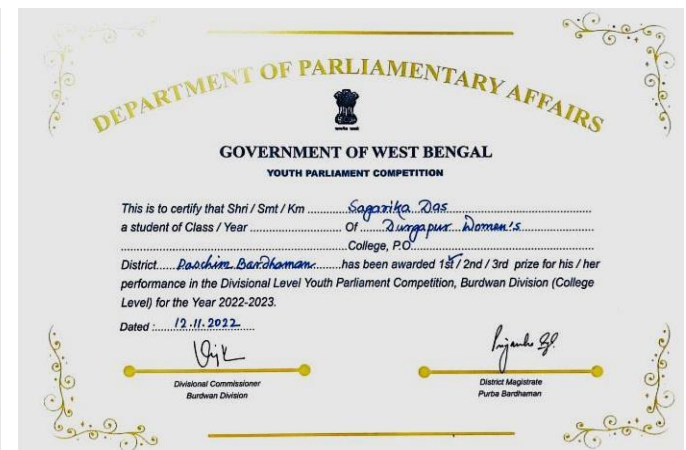 DEPARTMENT OF PARLIAMENTARY AFFAIRS
GOVERNMENT OF WEST BENGAL
YOUTH PARLIAMENT COMPETITION
This is to certify that Shri / Smt / Km ..........Sagarika Das..........
a student of Class / Year .......... Of ....Durgapur Women's....
..........College, P.O..........
District.....Paschim Bardhaman.....has been awarded 1st / 2nd / 3rd prize for his / her
performance in the Divisional Level Youth Parliament Competition, Burdwan Division (College
Level) for the Year 2022-2023.
Dated : ....12.11.2022....
Divisional Commissioner
Burdwan Division
District Magistrate
Purba Bardhaman